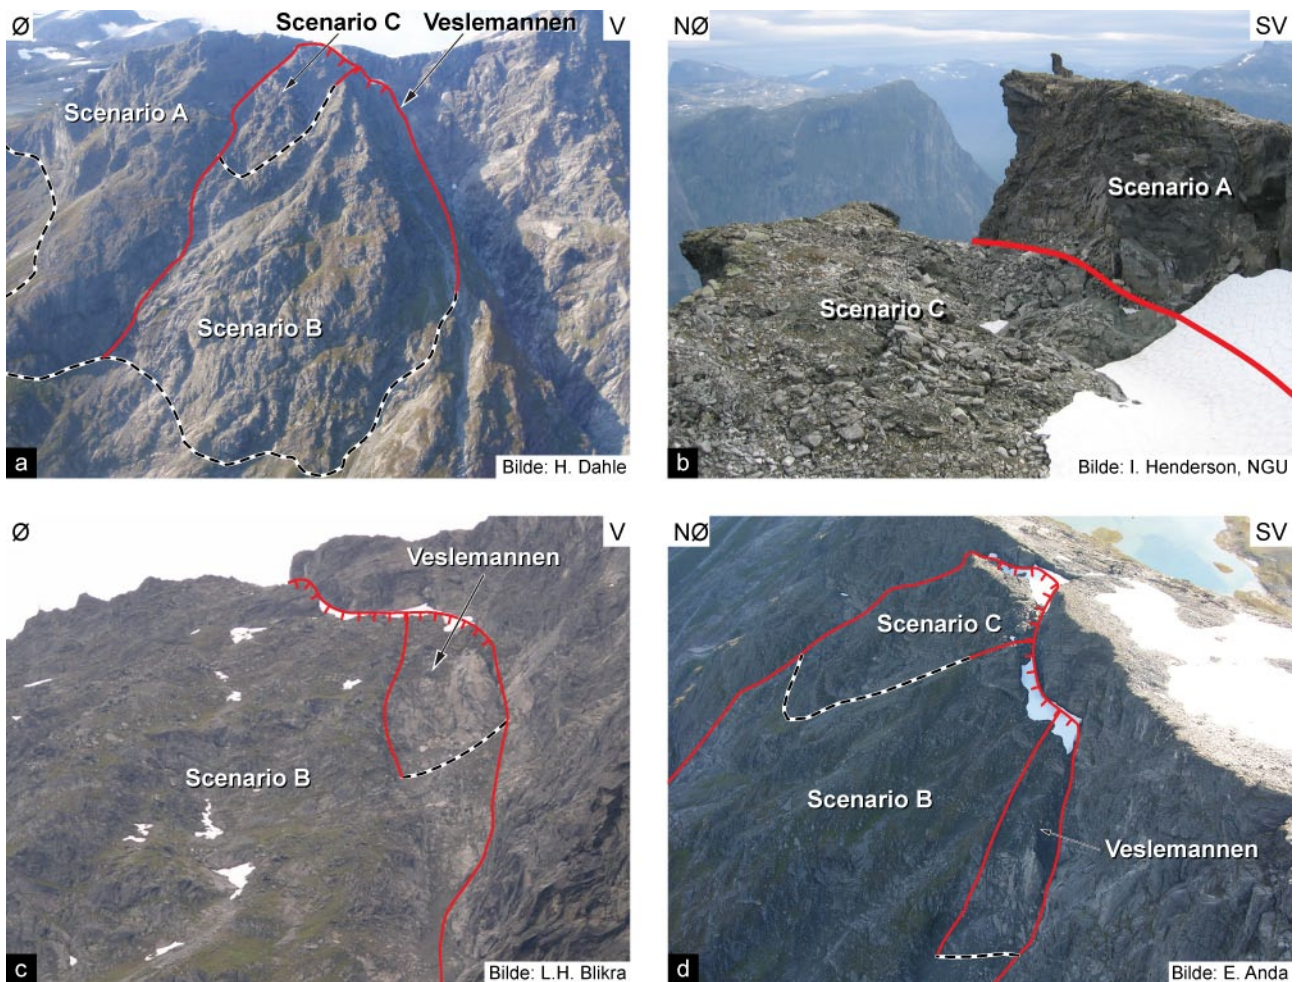 Ø
Scenario C
Veslemannen
V
Scenario A
Scenario B
a
Bilde: H. Dahle
NØ
SV
Scenario A
Scenario C
b
Bilde: I. Henderson, NGU
Ø
V
Veslemannen
Scenario B
c
Bilde: L.H. Blikra
NØ
SV
Scenario C
Scenario B
Veslemannen
d
Bilde: E. Anda